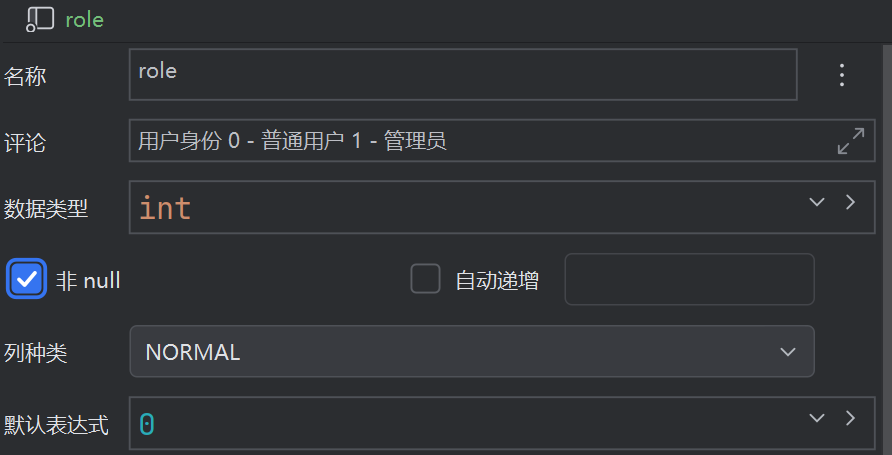 role
名称 role
评论 用户身份 0 - 普通用户 1 - 管理员
数据类型 int
非 null 自动递增
列种类 NORMAL
默认表达式 0